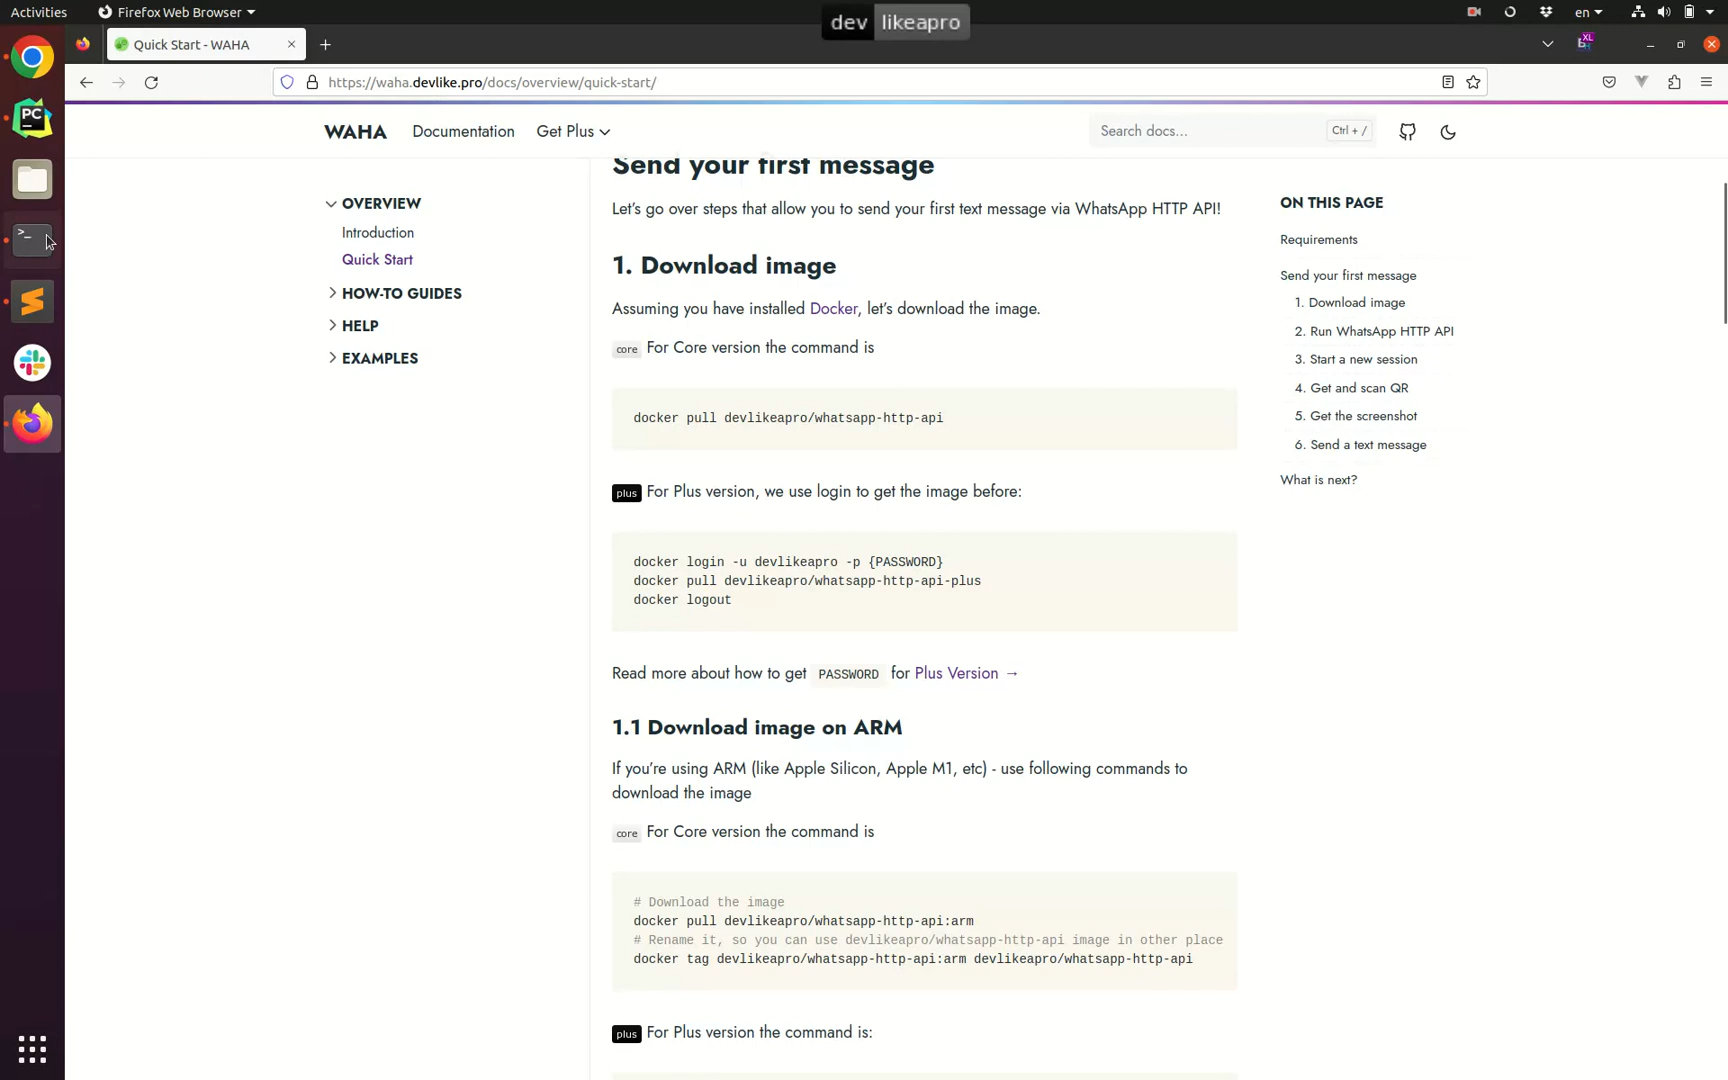 Activities
Firefox Web Browser
dev likeapro
en
Quick Start - WAHA
XL
https://waha.devlike.pro/docs/overview/quick-start/
PC
WAHA
Documentation
Get Plus
Search docs...
Ctrl + /
OVERVIEW
Introduction
Quick Start
HOW-TO GUIDES
HELP
EXAMPLES
Send your first message
Let's go over steps that allow you to send your first text message via WhatsApp HTTP API!
1. Download image
Assuming you have installed Docker, let's download the image.
core For Core version the command is
docker pull devlikeapro/whatsapp-http-api
plus For Plus version, we use login to get the image before:
docker login -u devlikeapro -p {PASSWORD}
docker pull devlikeapro/whatsapp-http-api-plus
docker logout
Read more about how to get PASSWORD for Plus Version →
1.1 Download image on ARM
If you're using ARM (like Apple Silicon, Apple M1, etc) - use following commands to
download the image
core For Core version the command is
# Download the image
docker pull devlikeapro/whatsapp-http-api:arm
# Rename it, so you can use devlikeapro/whatsapp-http-api image in other place
docker tag devlikeapro/whatsapp-http-api:arm devlikeapro/whatsapp-http-api
plus For Plus version the command is:
ON THIS PAGE
Requirements
Send your first message
1. Download image
2. Run WhatsApp HTTP API
3. Start a new session
4. Get and scan QR
5. Get the screenshot
6. Send a text message
What is next?